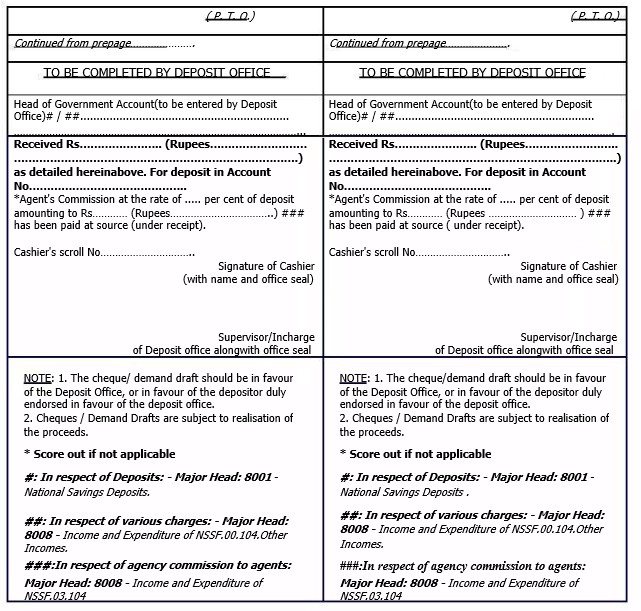 ( P. T. O.)
Continued from prepage......................
TO BE COMPLETED BY DEPOSIT OFFICE
Head of Government Account(to be entered by Deposit
Office)# / ##..................................................
..................................................................................
Received Rs.................... (Rupees........................
.......................................................................)
as detailed hereinabove. For deposit in Account
No.......................................
*Agent's Commission at the rate of ..... per cent of deposit
amounting to Rs............ (Rupees............................) ###
has been paid at source (under receipt).
Cashier's scroll No..............................
Signature of Cashier
(with name and office seal)
Supervisor/Incharge
of Deposit office alongwith office seal
NOTE: 1. The cheque/ demand draft should be in favour
of the Deposit Office, or in favour of the depositor duly
endorsed in favour of the deposit office.
2. Cheques / Demand Drafts are subject to realisation of
the proceeds.
* Score out if not applicable
#: In respect of Deposits: - Major Head: 8001 -
National Savings Deposits.
##: In respect of various charges: - Major Head:
8008 - Income and Expenditure of NSSF.00.104.Other
Incomes.
###:In respect of agency commission to agents:
Major Head: 8008 - Income and Expenditure of
NSSF.03.104
( P. T. O.)
Continued from prepage......................
TO BE COMPLETED BY DEPOSIT OFFICE
Head of Government Account(to be entered by Deposit
Office)# / ##..................................................
..................................................................................
Received Rs.................... (Rupees........................
.......................................................................)
as detailed hereinabove. For deposit in Account
No....................................
*Agent's Commission at the rate of ..... per cent of deposit
amounting to Rs............ (Rupees ............................ ) ###
has been paid at source ( under receipt).
Cashier's scroll No..............................
Signature of Cashier
(with name and office seal)
Supervisor/Incharge
of Deposit office alongwith office seal
NOTE: 1. The cheque/demand draft should be in favour
of the Deposit Office, or in favour of the depositor duly
endorsed in favour of the deposit office.
2. Cheques / Demand Drafts are subject to realisation of
the proceeds.
* Score out if not applicable
#: In respect of Deposits: - Major Head: 8001 -
National Savings Deposits .
##: In respect of various charges: - Major Head:
8008 - Income and Expenditure of NSSF.00.104.Other
Incomes.
###:In respect of agency commission to agents:
Major Head: 8008 - Income and Expenditure of
NSSF.03.104